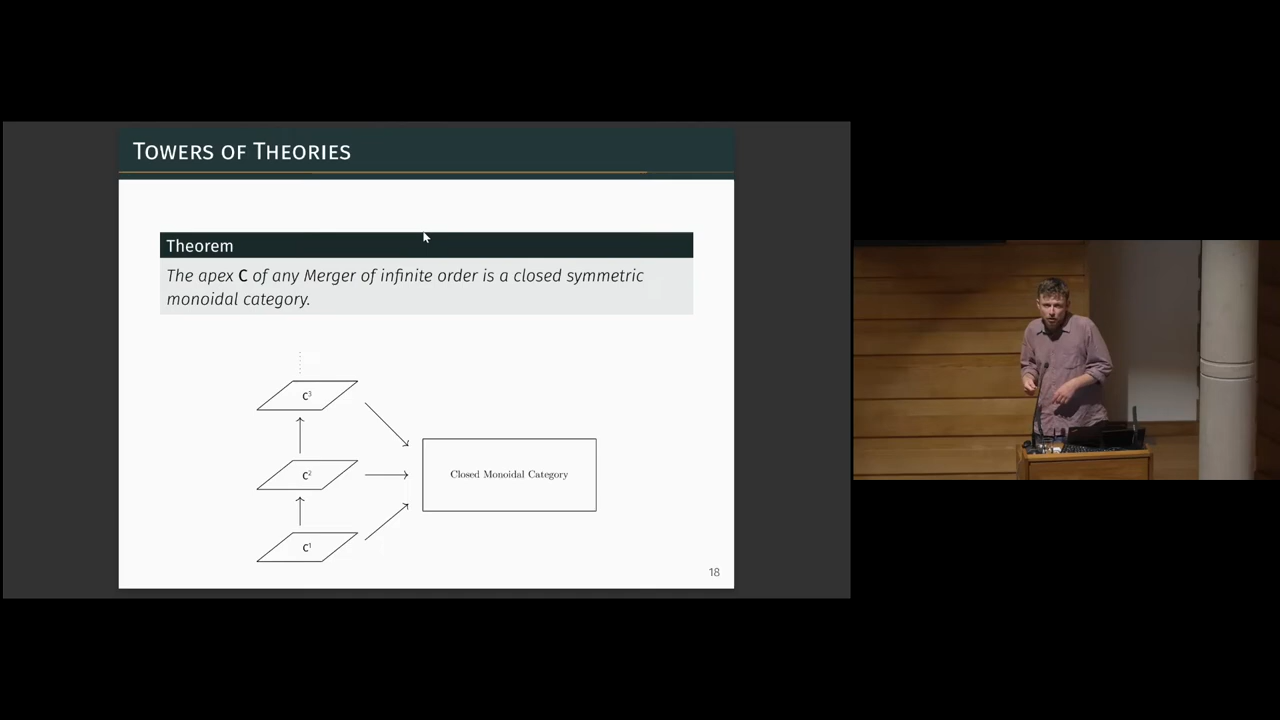 Towers of Theories
Theorem
The apex C of any Merger of infinite order is a closed symmetric
monoidal category.
C³
C²
Closed Monoidal Category
C¹
18